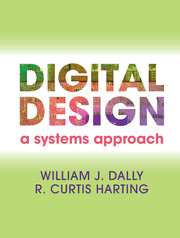 DIGITAL
DESIGN
a systems approach
WILLIAM J. DALLY
R. CURTIS HARTING